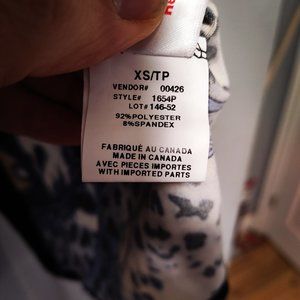 XS/TP
VENDOR# 00426
STYLE# 1654P
LOT# 146-52
92%POLYESTER
8%SPANDEX
FABRIQUÉ AU CANADA
MADE IN CANADA
AVEC PIECES IMPORTES
WITH IMPORTED PARTS